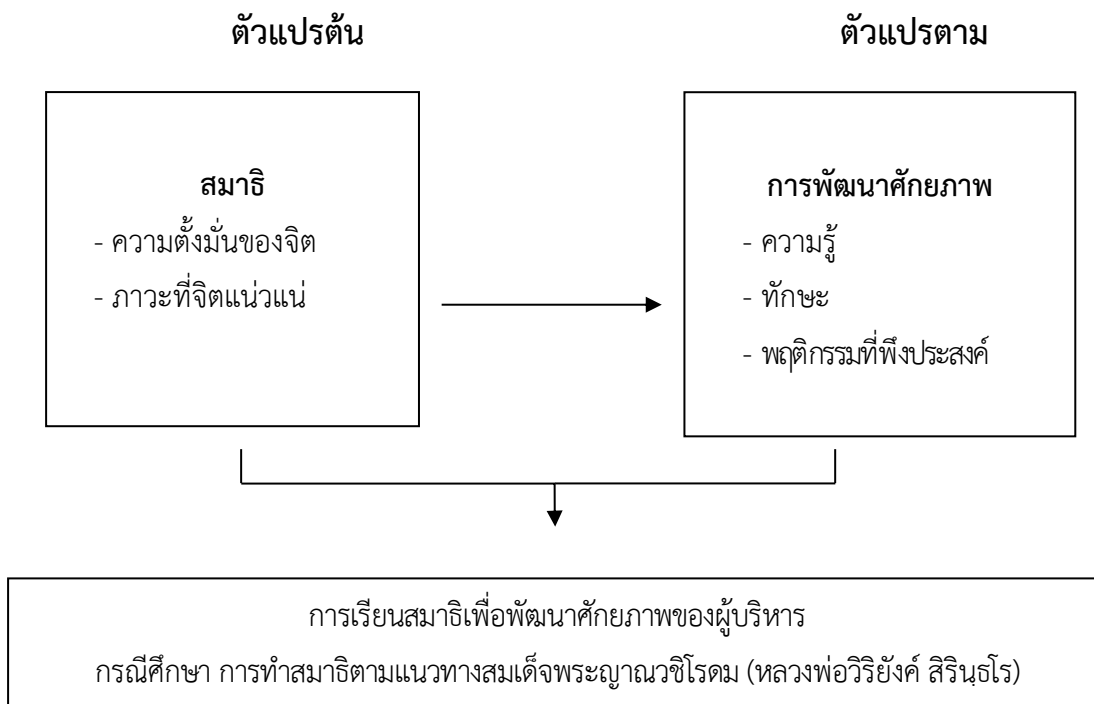 ตัวแปรต้น
ตัวแปรตาม
สมาธิ
- ความตั้งมั่นของจิต
- ภาวะที่จิตแน่วแน่
การพัฒนาศักยภาพ
- ความรู้
- ทักษะ
- พฤติกรรมที่พึงประสงค์
การเรียนสมาธิเพื่อพัฒนาศักยภาพของผู้บริหาร
กรณีศึกษา การทำสมาธิตามแนวทางสมเด็จพระญาณวชิโรดม (หลวงพ่อวิริยังค์ สิรินฺธโร)